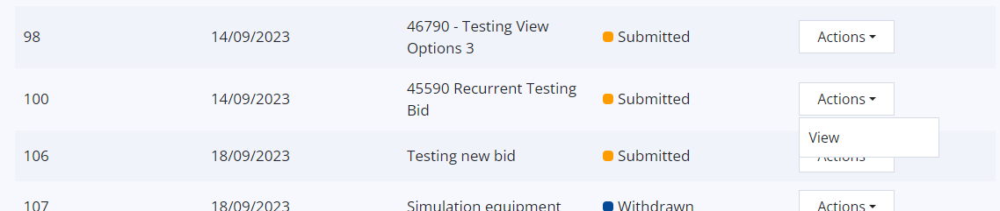 98 14/09/2023 46790 - Testing View Submitted Actions
Options 3
100 14/09/2023 45590 Recurrent Testing Submitted Actions
Bid
View
106 18/09/2023 Testing new bid Submitted Actions
107 18/09/2023 Simulation equipment Withdrawn Actions